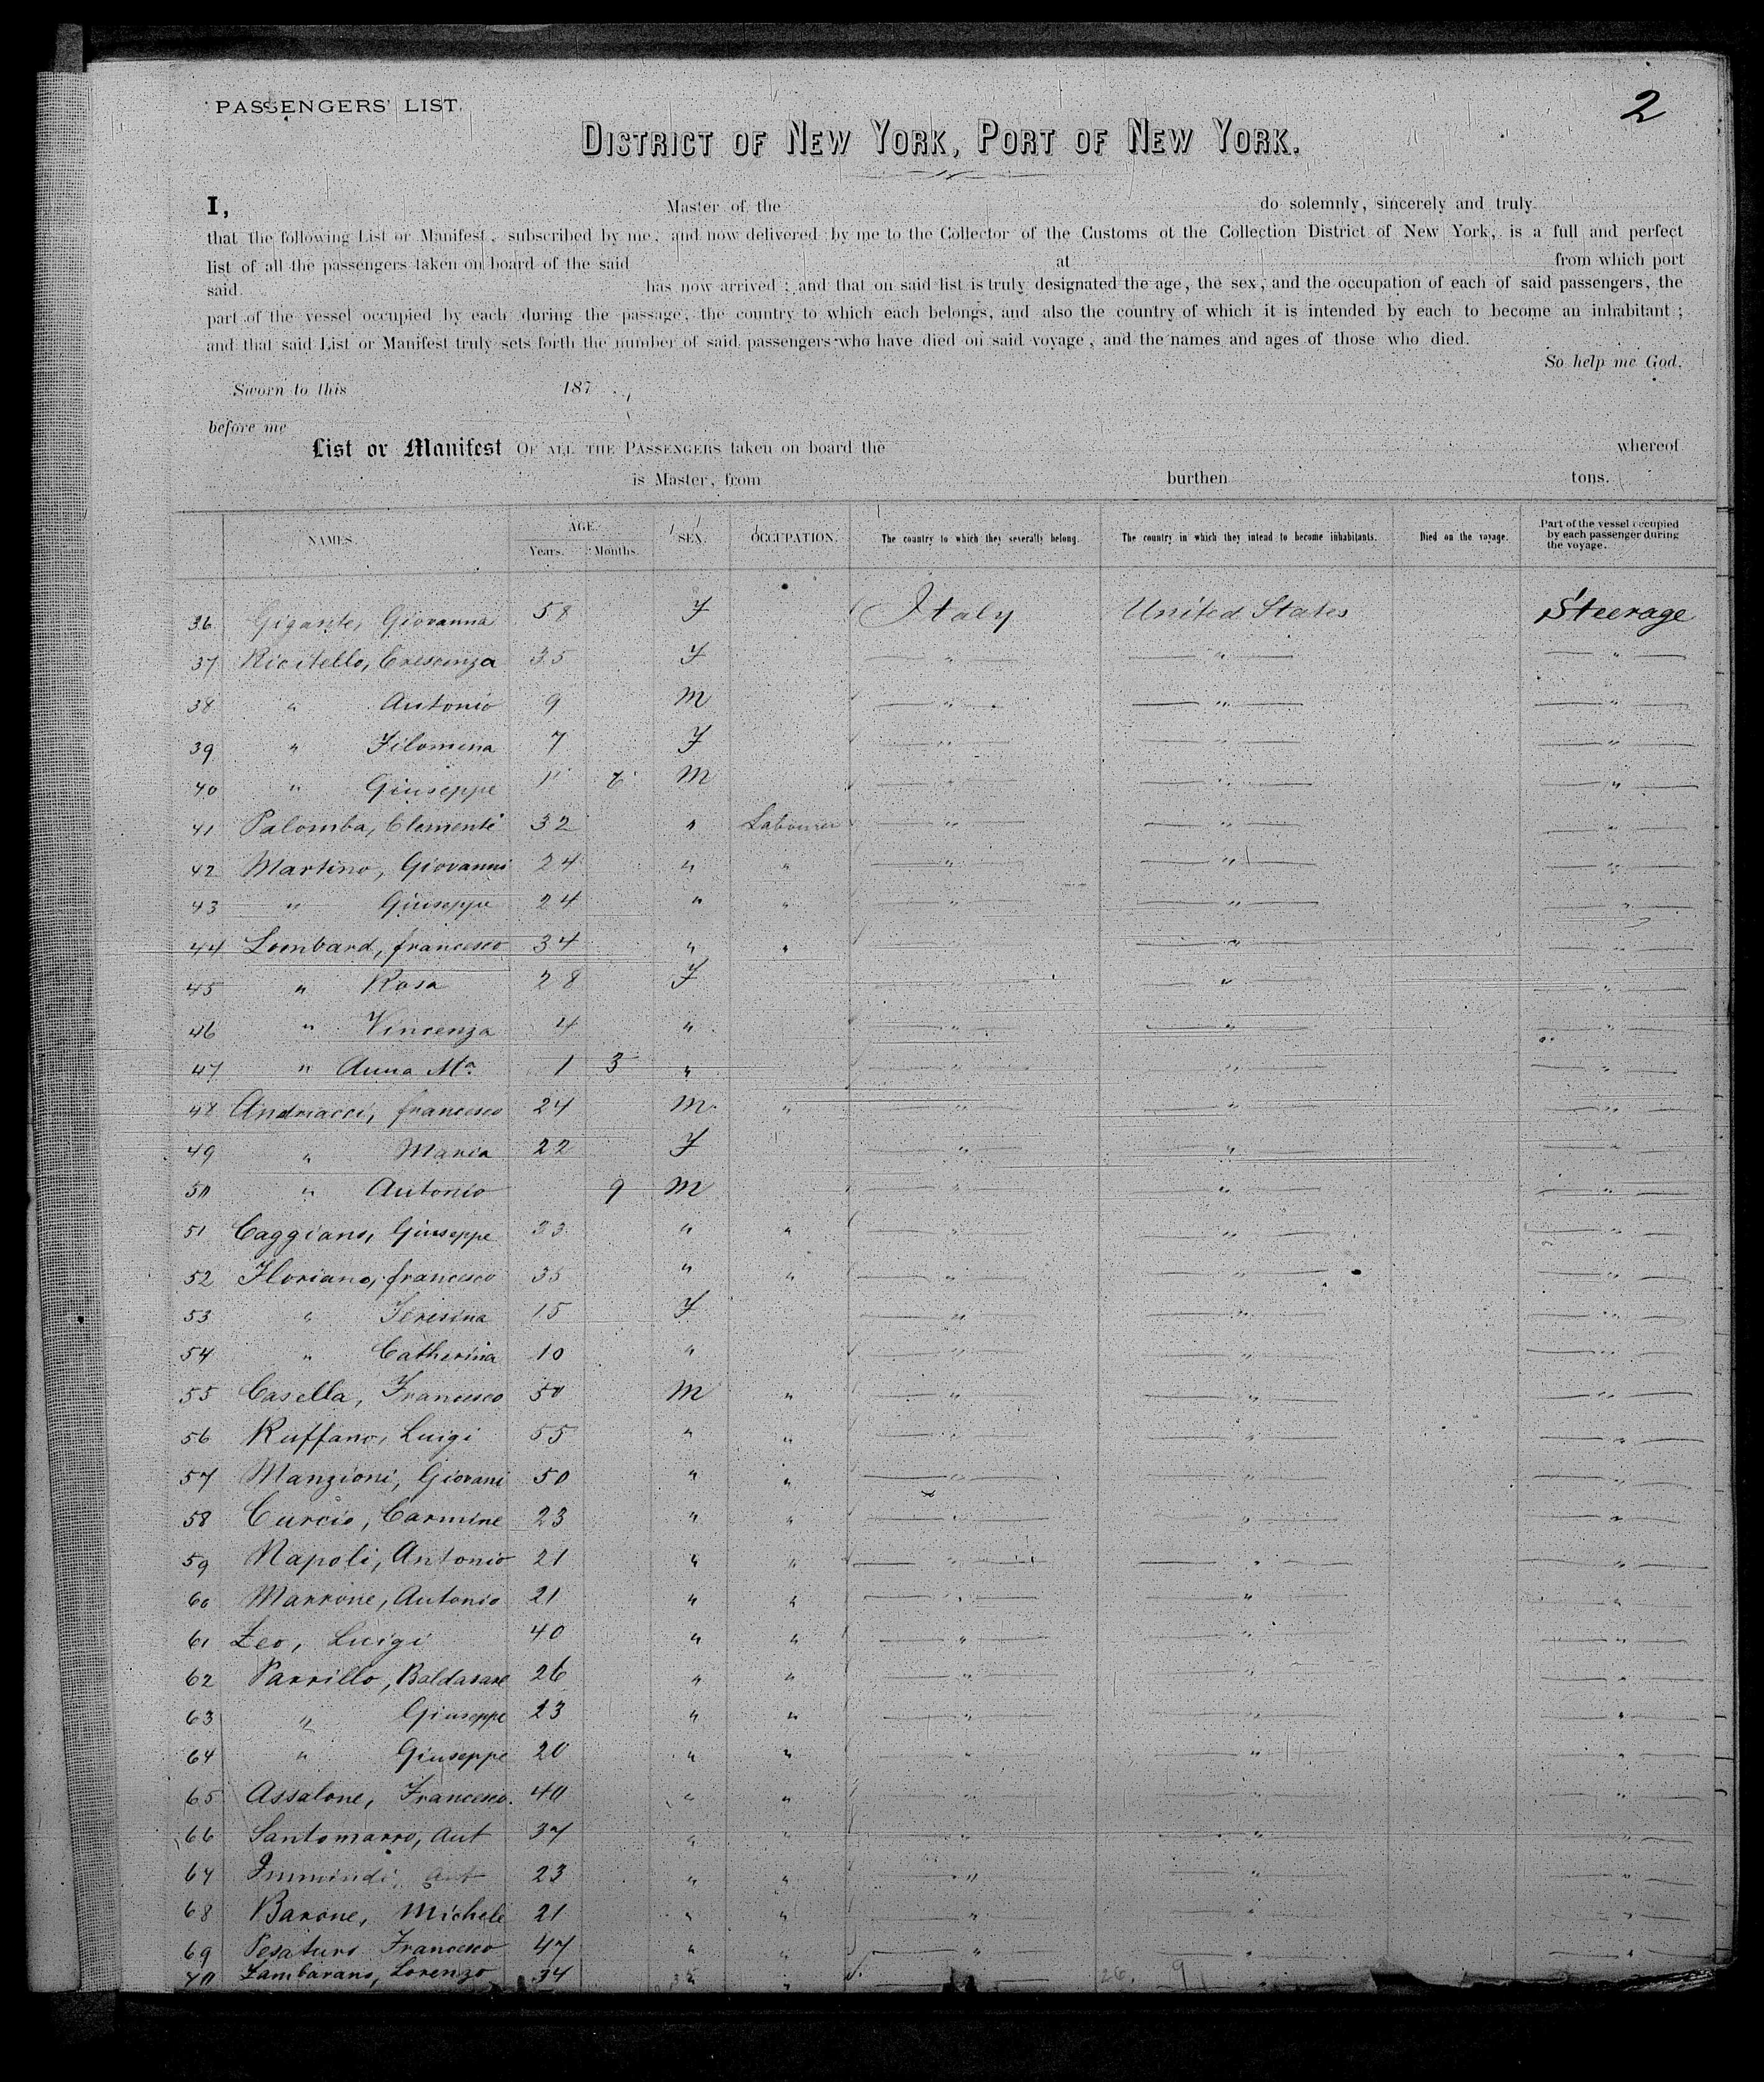 PASSENGERS' LIST.
2
DISTRICT OF NEW YORK, PORT OF NEW YORK.
I, Master of the do solemnly, sincerely and truly
that the following List or Manifest, subscribed by me, and now delivered by me to the Collector of the Customs of the Collection District of New York, is a full and perfect
list of all the passengers taken on board of the said at from which port
said has now arrived; and that on said list is truly designated the age, the sex, and the occupation of each of said passengers, the
part of the vessel occupied by each during the passage, the country to which each belongs, and also the country of which it is intended by each to become an inhabitant;
and that said List or Manifest truly sets forth the number of said passengers who have died on said voyage, and the names and ages of those who died.
So help me God.
Sworn to this 187
before me
List or Manifest OF ALL THE PASSENGERS taken on board the whereof
is Master, from burthen tons.
NAMES. AGE. Years. Months. SEX. OCCUPATION. The country to which they severally belong. The country in which they intend to become inhabitants. Died on the voyage. Part of the vessel occupied by each passenger during the voyage.
36 Gigante, Giovanna 58 F Italy United States Steerage
37 Ricitello, Crescenza 35 F " " "
38 " Antonio 9 M " " "
39 " Filomena 7 F " " "
40 " Giuseppe M " " "
41 Palomba, Clementi 32 " Labourer " " "
42 Martino, Giovanni 24 " " " " "
43 " Giuseppe 24 " " " " "
44 Lombard, francesco 34 " " " "
45 " Rosa 28 F " " "
46 " Vincenza 4 " " " "
47 " Anna Ma 1 3 " " " "
48 Andriacci, francesco 24 M " " " "
49 " Maria 22 F " " "
50 " Antonio 9 M " " "
51 Caggiano, Giuseppe 33 " " " " "
52 Floriano, francesco 35 " " " " "
53 " Teresina 15 F " " "
54 " Catherina 10 " " " "
55 Casella, Francesco 50 M " " " "
56 Ruffano, Luigi 55 " " " " "
57 Manzioni, Giovani 50 " " " " "
58 Curcio, Carmine 23 " " " " "
59 Napoli, Antonio 21 " " " " "
60 Marrone, Antonio 21 " " " " "
61 Leo, Luigi 40 " " " " "
62 Parrillo, Baldasare 26 " " " " "
63 " Giuseppe 23 " " " " "
64 " Giuseppe 20 " " " " "
65 Assalone, Francesco. 40 " " " " "
66 Santomarro, Ant 37 " " " " "
67 Ant 23 " " " " "
68 Barone, Michele 21 " " " " "
69 Pesaturo Francesco 47 " " " " "
70 Zambarano, Lorenzo 34 " " " "
26. 9